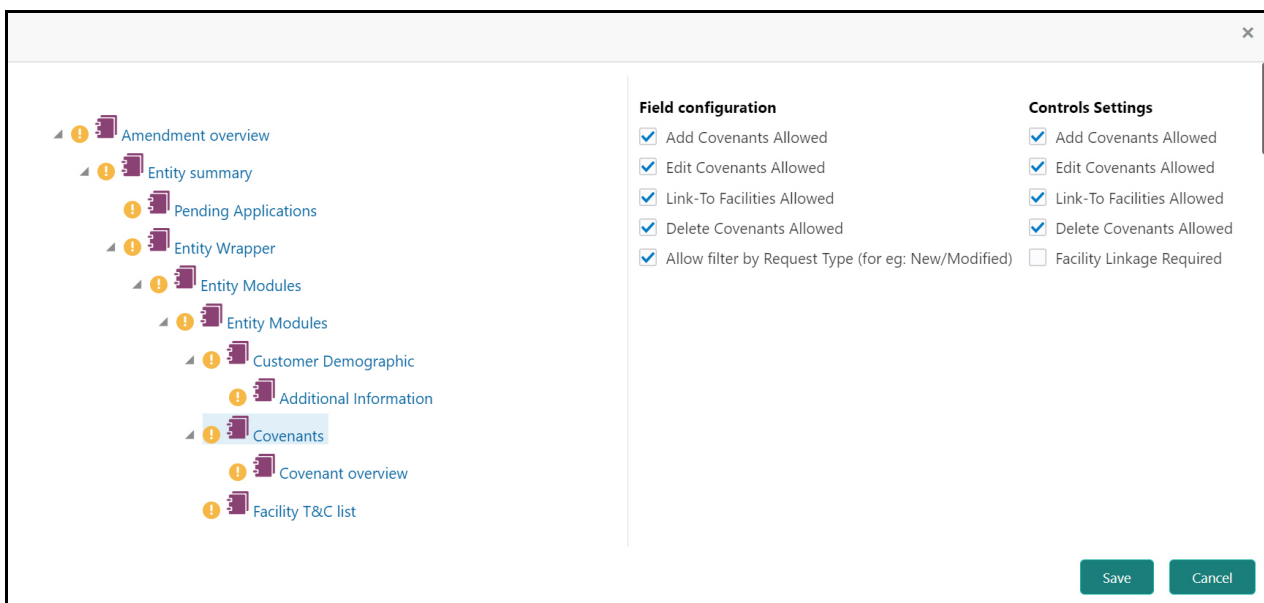 ×
Amendment overview
Entity summary
Pending Applications
Entity Wrapper
Entity Modules
Entity Modules
Customer Demographic
Additional Information
Covenants
Covenant overview
Facility T&C list
Field configuration
Add Covenants Allowed
Edit Covenants Allowed
Link-To Facilities Allowed
Delete Covenants Allowed
Allow filter by Request Type (for eg: New/Modified)
Controls Settings
Add Covenants Allowed
Edit Covenants Allowed
Link-To Facilities Allowed
Delete Covenants Allowed
Facility Linkage Required
Save
Cancel